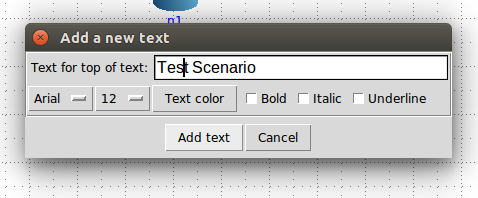 n1
Add a new text
Text for top of text: Test Scenario
Arial 12 Text color Bold Italic Underline
Add text Cancel